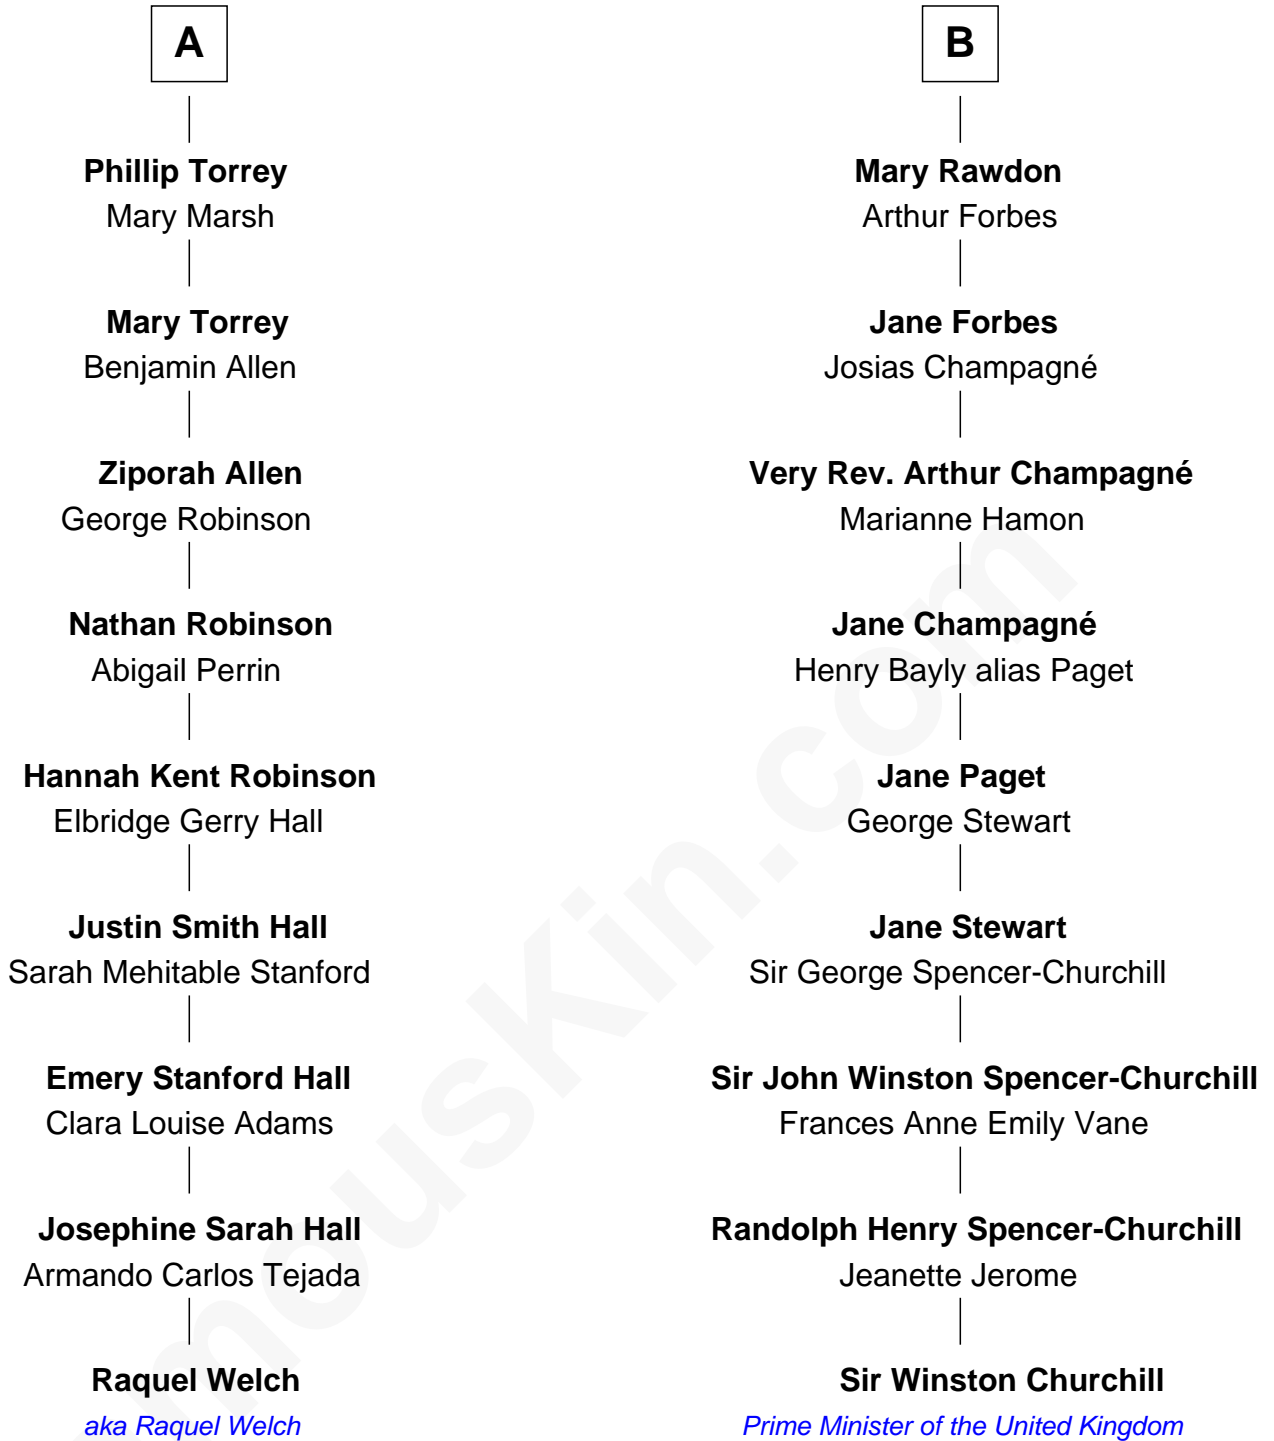 A
Phillip Torrey
Mary Marsh
Mary Torrey
Benjamin Allen
Ziporah Allen
George Robinson
Nathan Robinson
Abigail Perrin
Hannah Kent Robinson
Elbridge Gerry Hall
Justin Smith Hall
Sarah Mehitable Stanford
Emery Stanford Hall
Clara Louise Adams
Josephine Sarah Hall
Armando Carlos Tejada
Raquel Welch
aka Raquel Welch
B
Mary Rawdon
Arthur Forbes
Jane Forbes
Josias Champagné
Very Rev. Arthur Champagné
Marianne Hamon
Jane Champagné
Henry Bayly alias Paget
Jane Paget
George Stewart
Jane Stewart
Sir George Spencer-Churchill
Sir John Winston Spencer-Churchill
Frances Anne Emily Vane
Randolph Henry Spencer-Churchill
Jeanette Jerome
Sir Winston Churchill
Prime Minister of the United Kingdom
mouskin.com